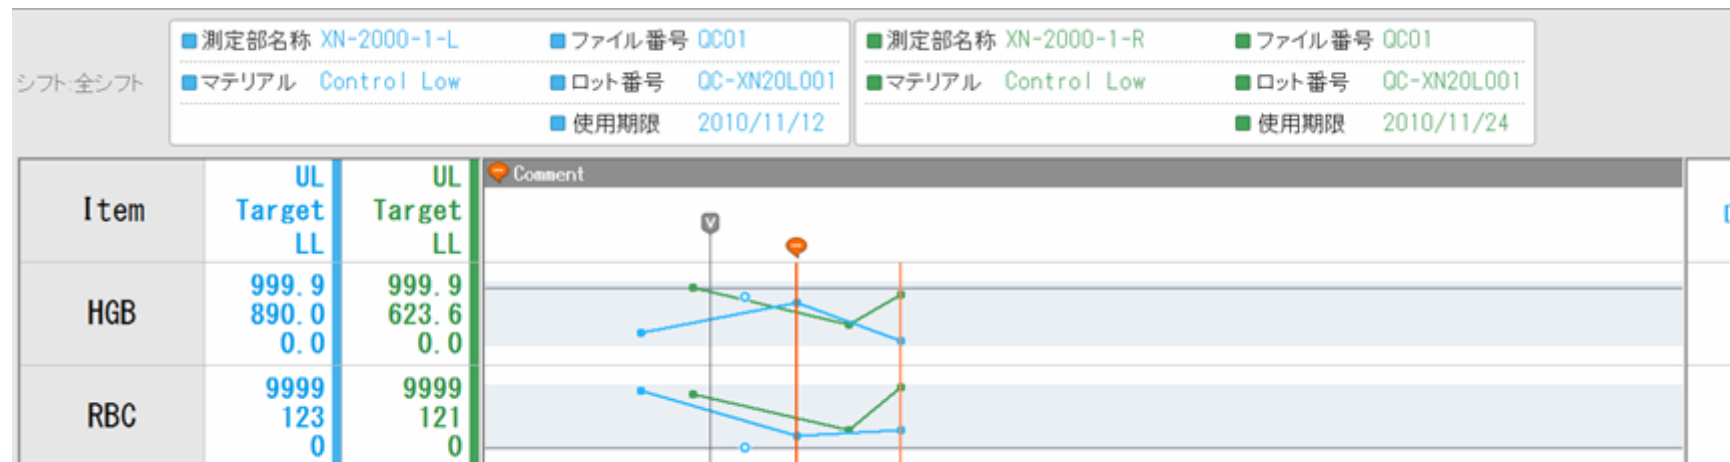 ■測定部名称 XN-2000-1-L ■ファイル番号 QC01 ■測定部名称 XN-2000-1-R ■ファイル番号 QC01
シフト:全シフト ■マテリアル Control Low ■ロット番号 QC-XN20L001 ■マテリアル Control Low ■ロット番号 QC-XN20L001
■使用期限 2010/11/12 ■使用期限 2010/11/24
Comment
UL UL
Item Target Target
LL LL
V
999.9 999.9
HGB 890.0 623.6
0.0 0.0
9999 9999
RBC 123 121
0 0